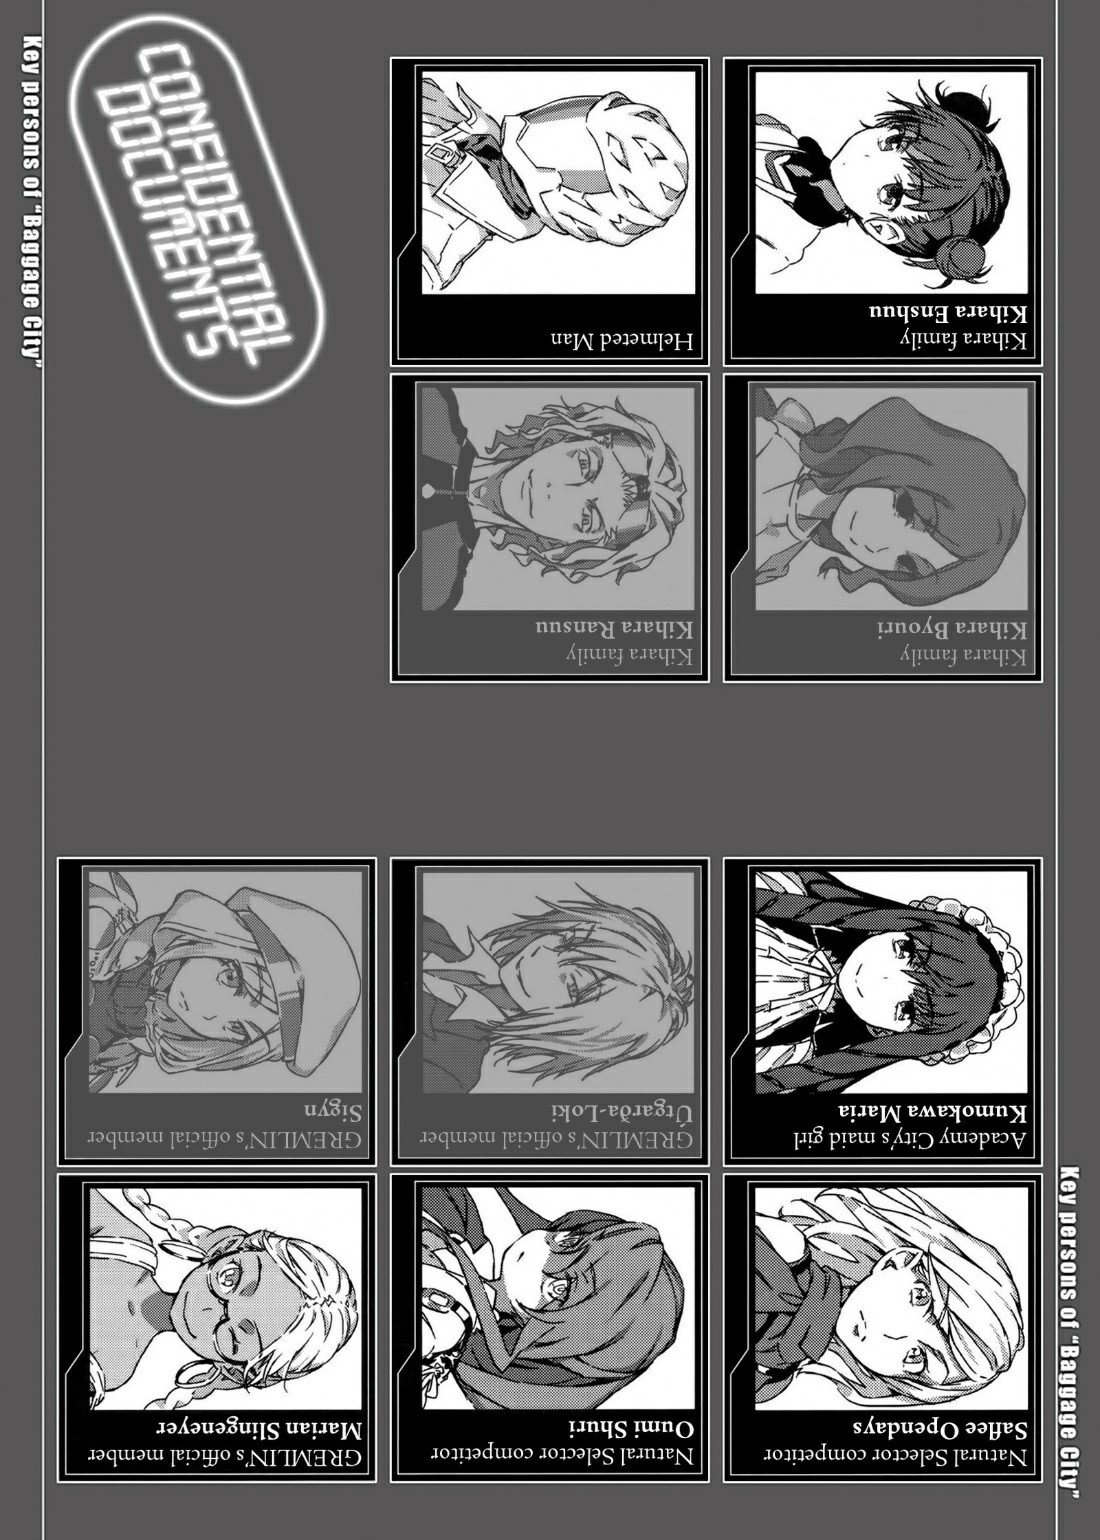 Key persons of "Baggage City"
CONFIDENTIAL
DOCUMENTS
Kihara family
Kihara Enshuu
Helmeted Man
Kihara family
Kihara Byouri
Kihara family
Kihara Ransuu
Academy City's maid girl
Kumokawa Maria
GREMLIN's official member
Útgarða-Loki
GREMLIN's official member
Sigyn
Natural Selector competitor
Saflee Opendays
Natural Selector competitor
Oumi Shuri
GREMLIN's official member
Marian Slingeneyer
Key persons of "Baggage City"